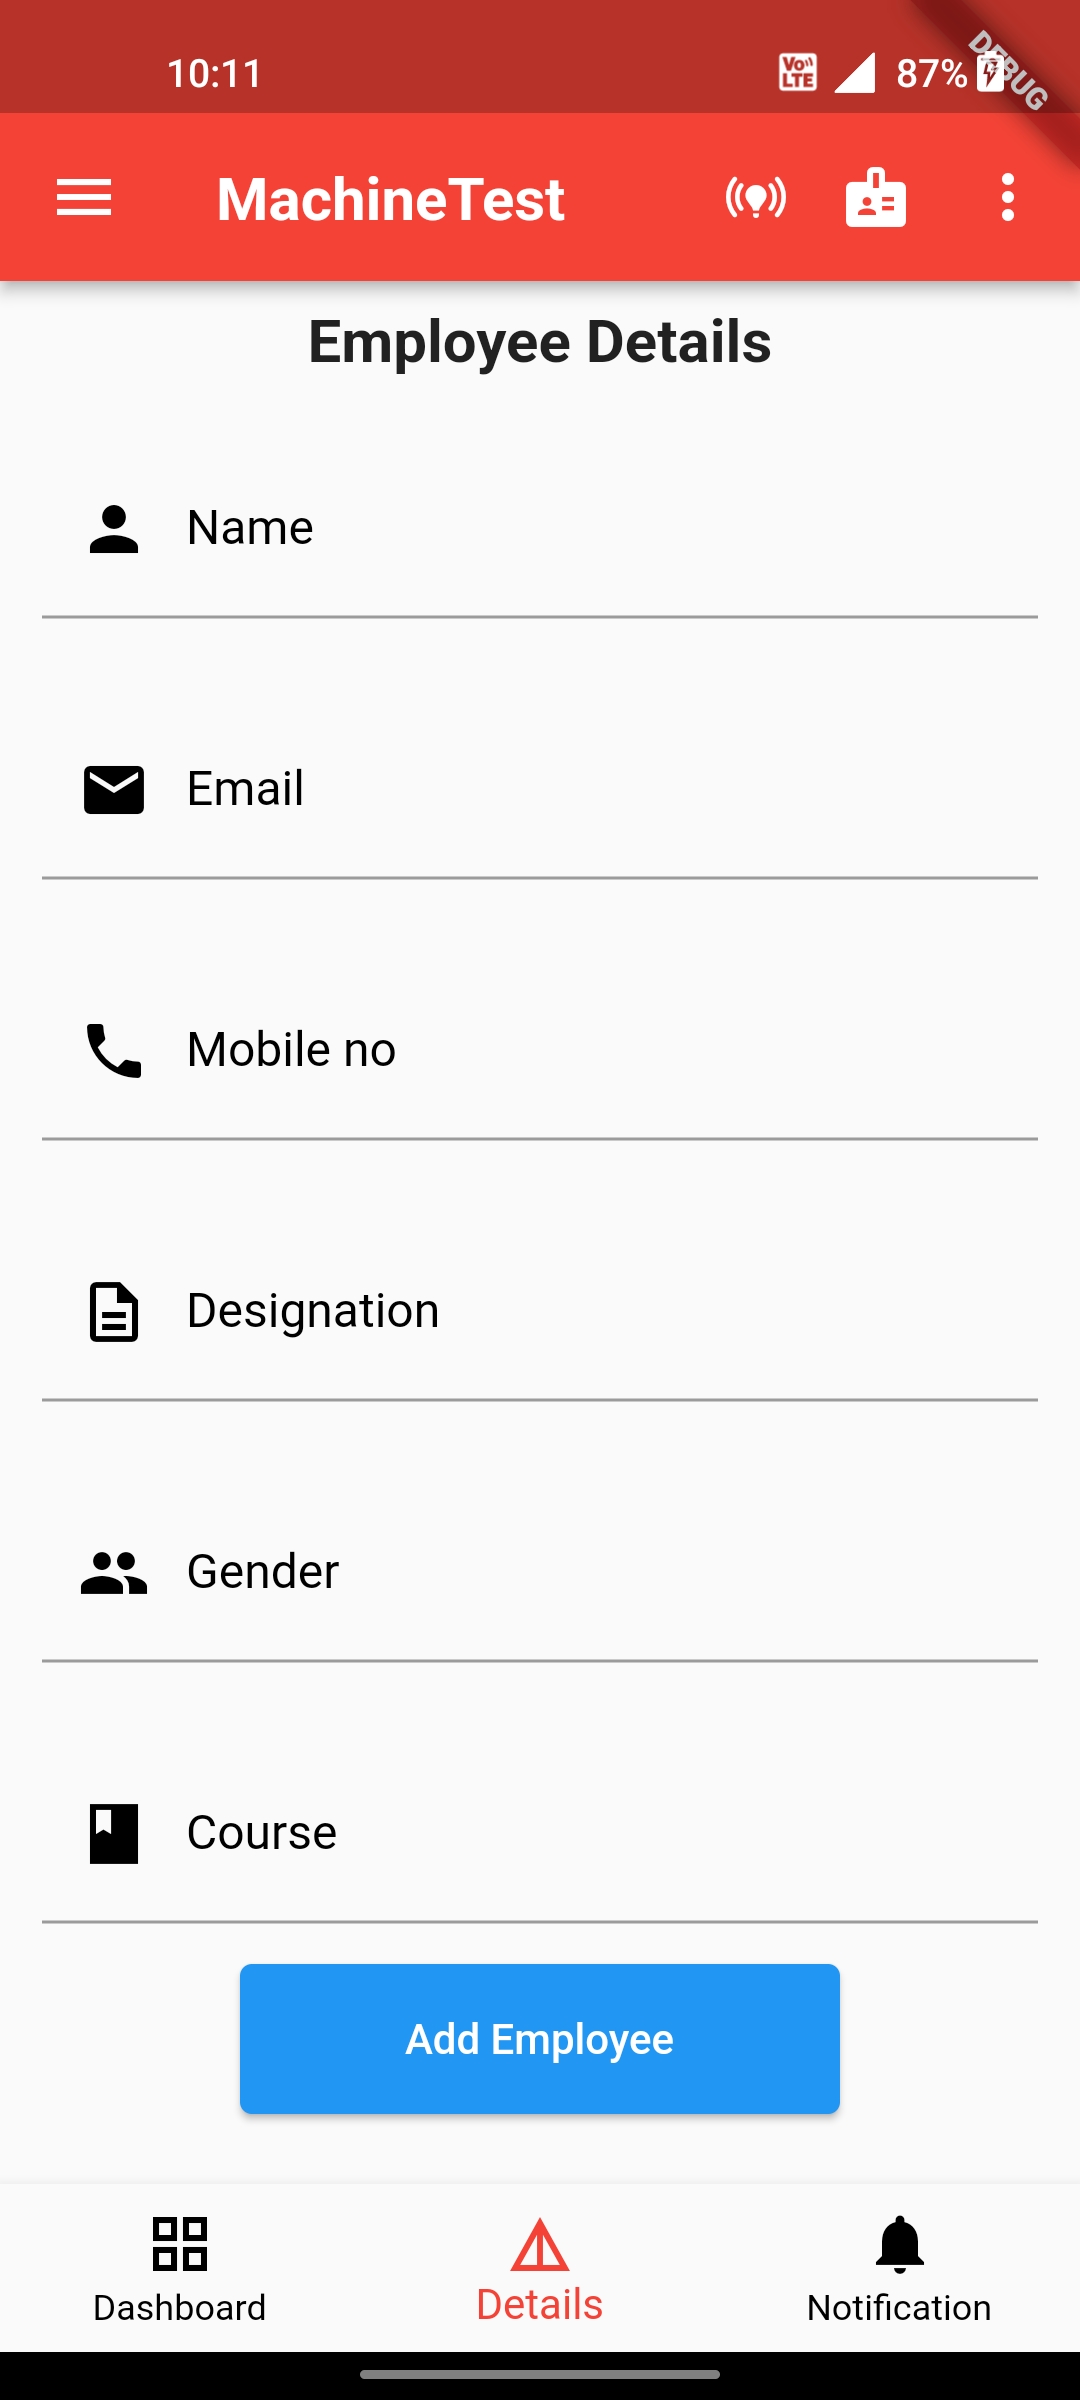 10:11
Vo LTE
87%
DEBUG
MachineTest
Employee Details
Name
Email
Mobile no
Designation
Gender
Course
Add Employee
Dashboard
Details
Notification